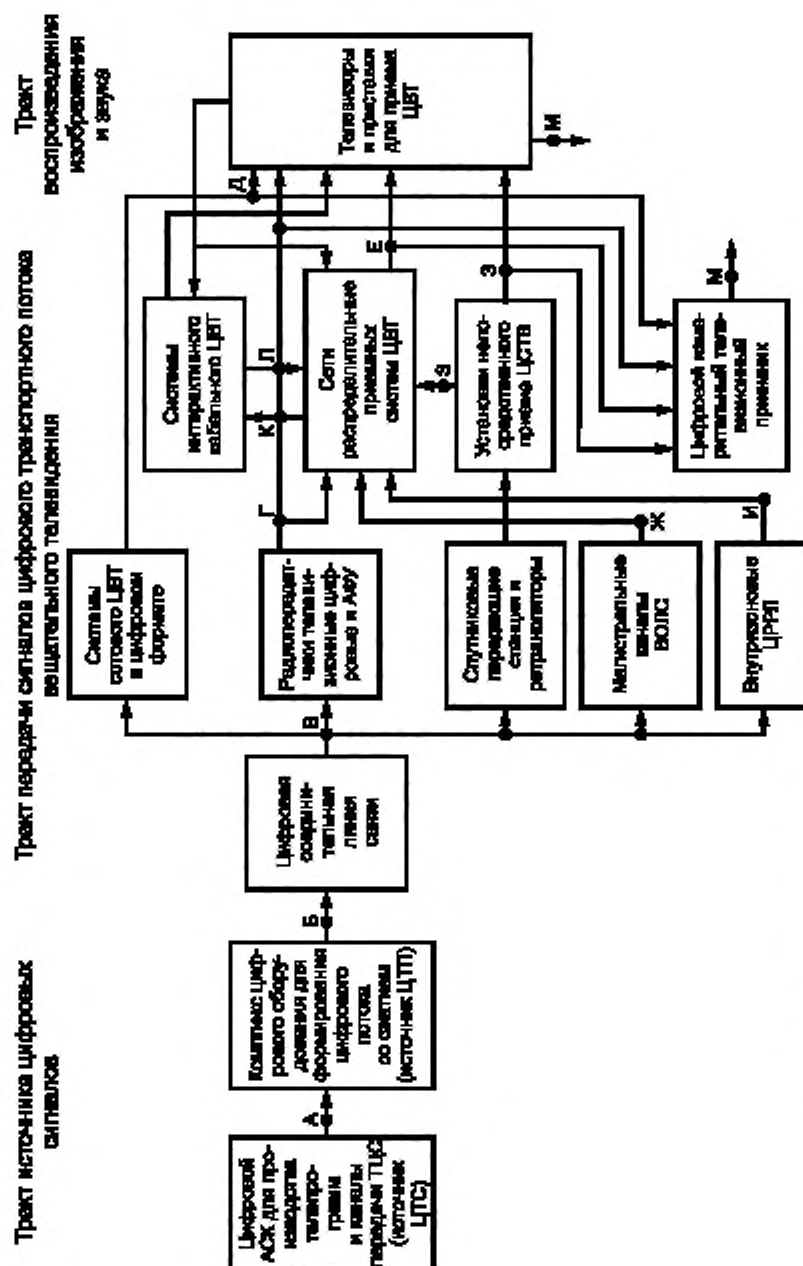 Тракт источника цифровых
сигналов
Тракт передачи сигналов цифрового транспортного потока
вещательного телевидения
Тракт
воспроизведения
изображения
и звука
Цифровой
АСК для про-
изводства
телепро-
грамм
и каналы
передачи ТЦС
(источник
ЦТС)
А
Комплекс циф-
рового обору-
дования для
формирования
цифрового
потока
со сжатием
(источник ЦТП)
Б
Цифровая
соедини-
тельная
линия
связи
В
Системы
сотового ЦВТ
в цифровом
формате
Радиопередат-
чики телеви-
зионные циф-
ровые и АФУ
Спутниковые
передающие
станции и
ретрансляторы
Магистральные
каналы
ВОЛС
Внутризоновые
ЦРРЛ
Г
Ж
И
Системы
интерактивного
кабельного ЦВТ
К
Л
Сети
распределительные
приемных
систем ЦВТ
З
Установки непо-
средственного
приема ЦСТВ
Цифровой изме-
рительный теле-
визионный
приемник
Д
Е
З
М
Телевизоры
и приставки
для приема
ЦВТ
М